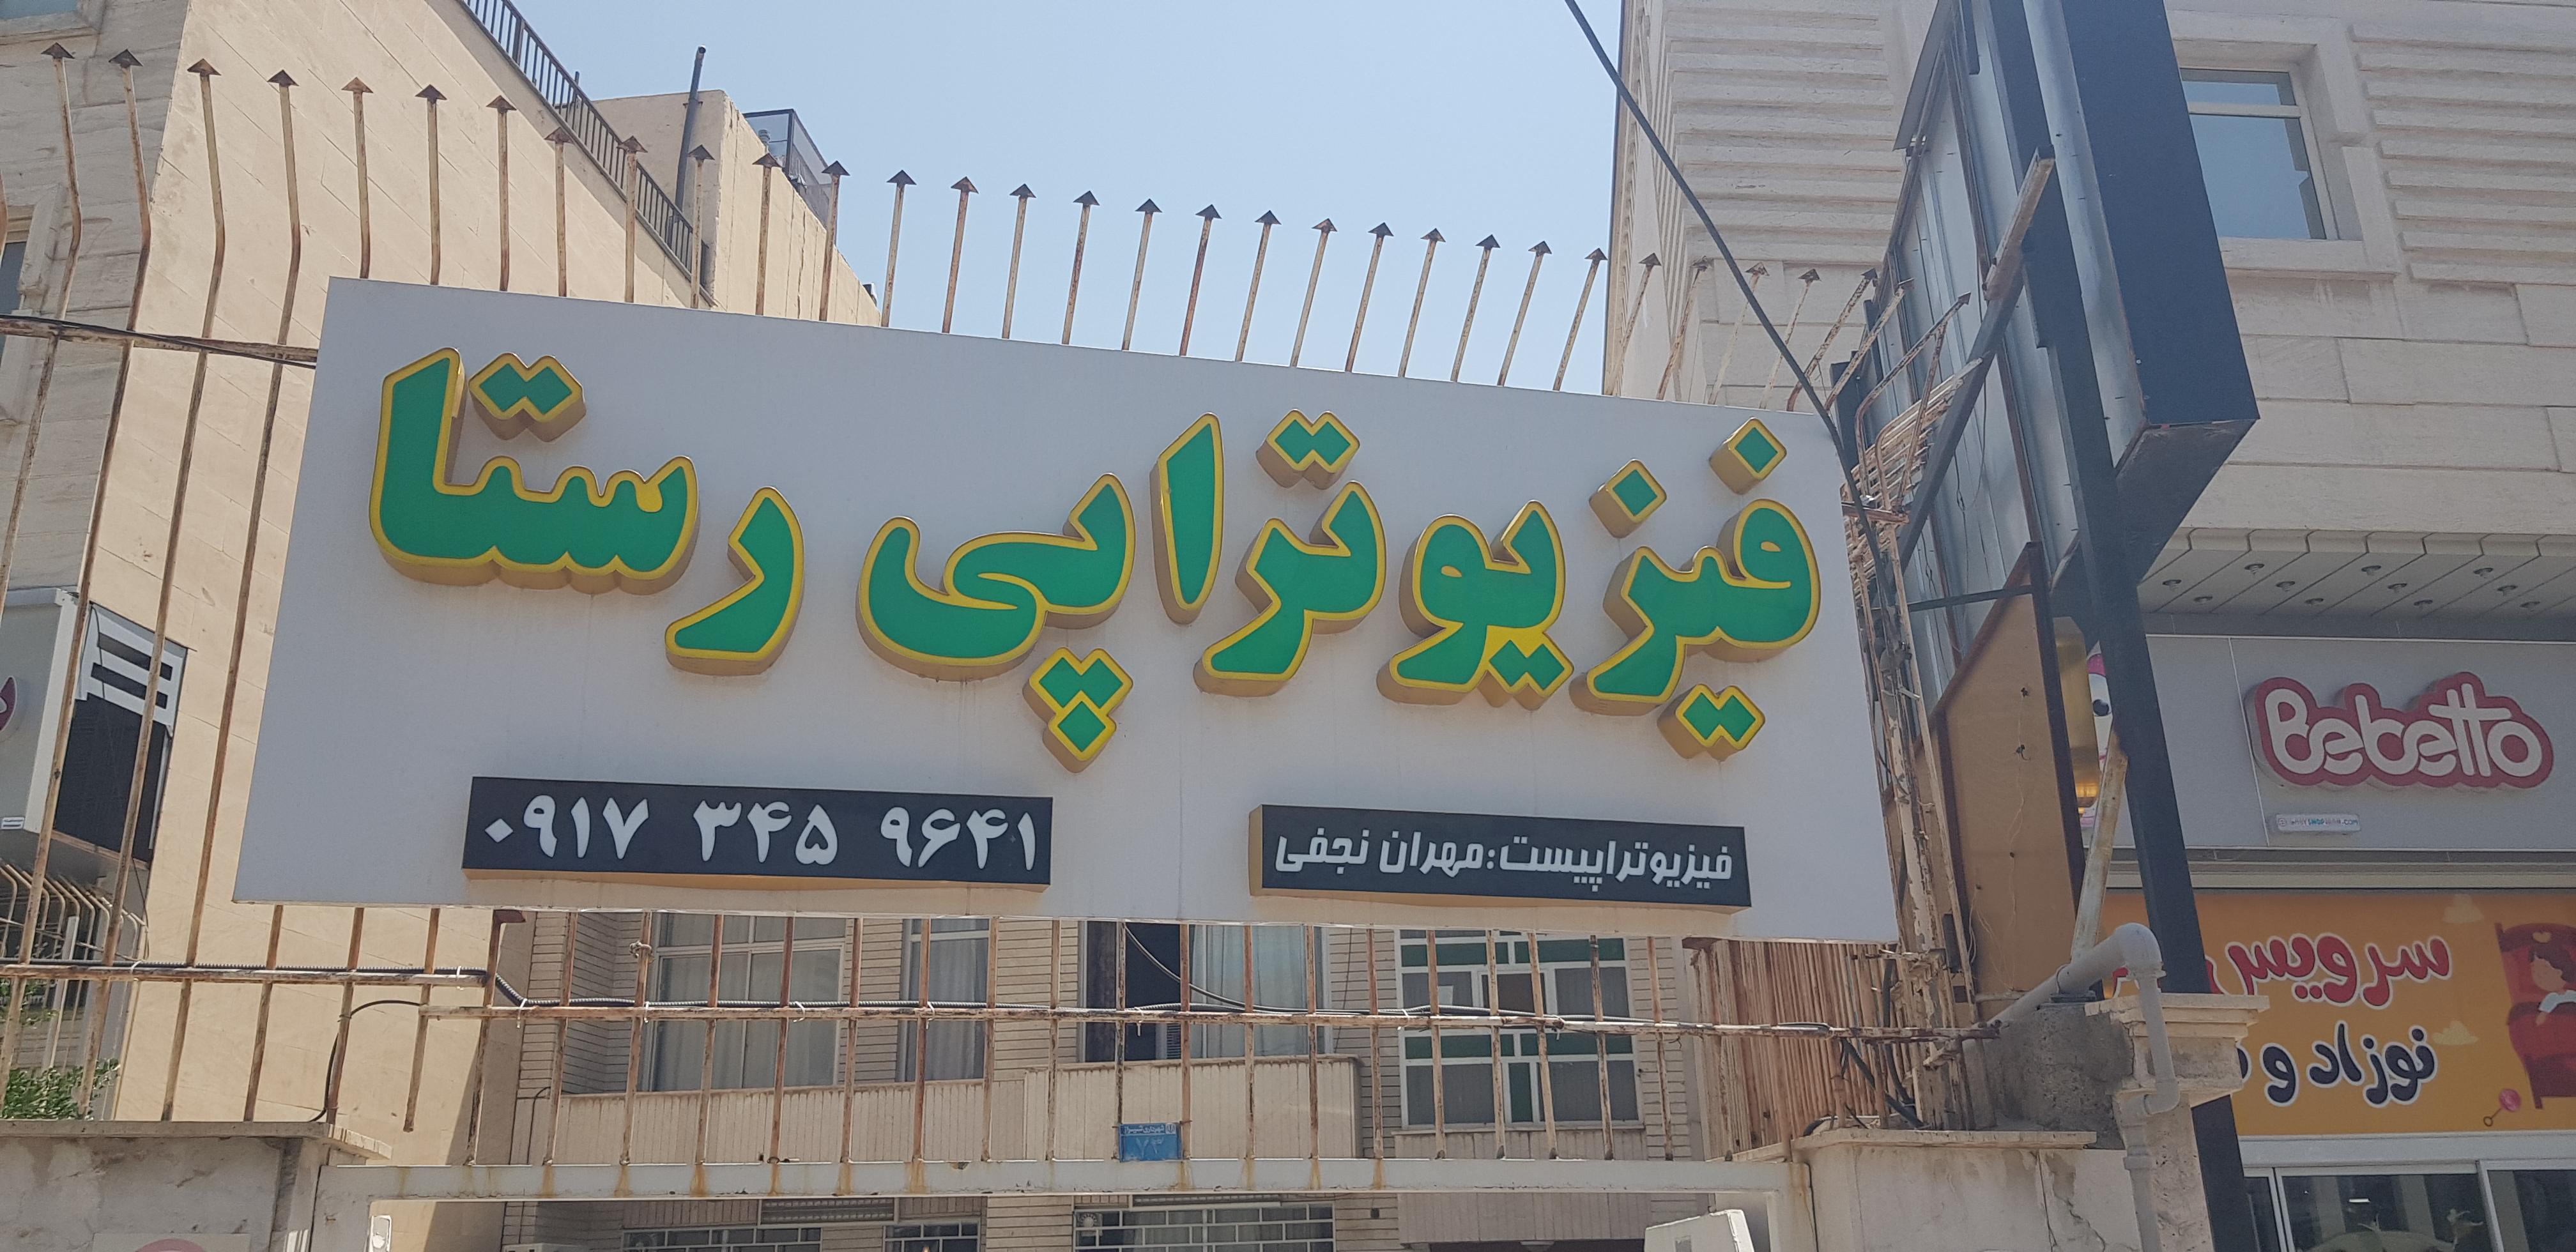 فیزیوتراپی رستا
فیزیوتراپیست:مهران نجفی
۰۹۱۷ ۳۴۵ ۹۶۴۱
Bebetto
سرویس
نوزاد و